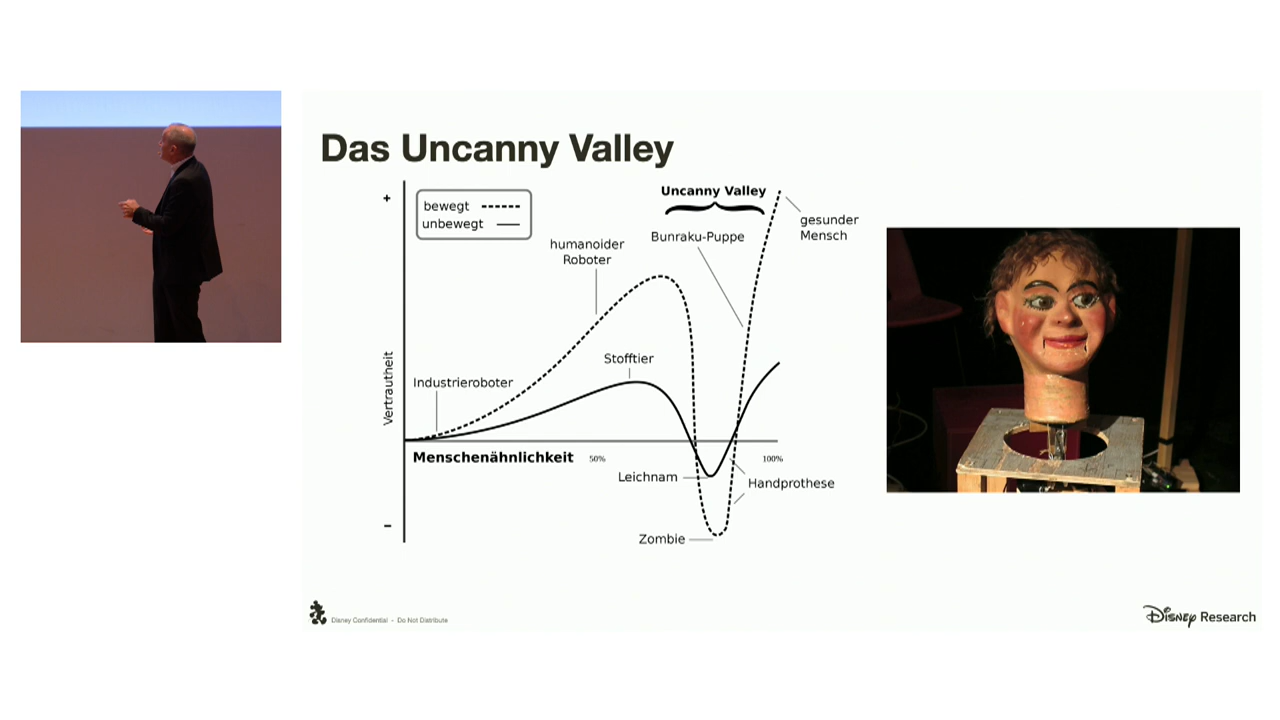 Das Uncanny Valley
+
bewegt
unbewegt
Uncanny Valley
gesunder
Mensch
Bunraku-Puppe
humanoider
Roboter
Stofftier
Industrieroboter
Vertrautheit
Menschenähnlichkeit 50% 100%
Leichnam
Handprothese
–
Zombie
Disney Confidential - Do Not Distribute
Disney Research